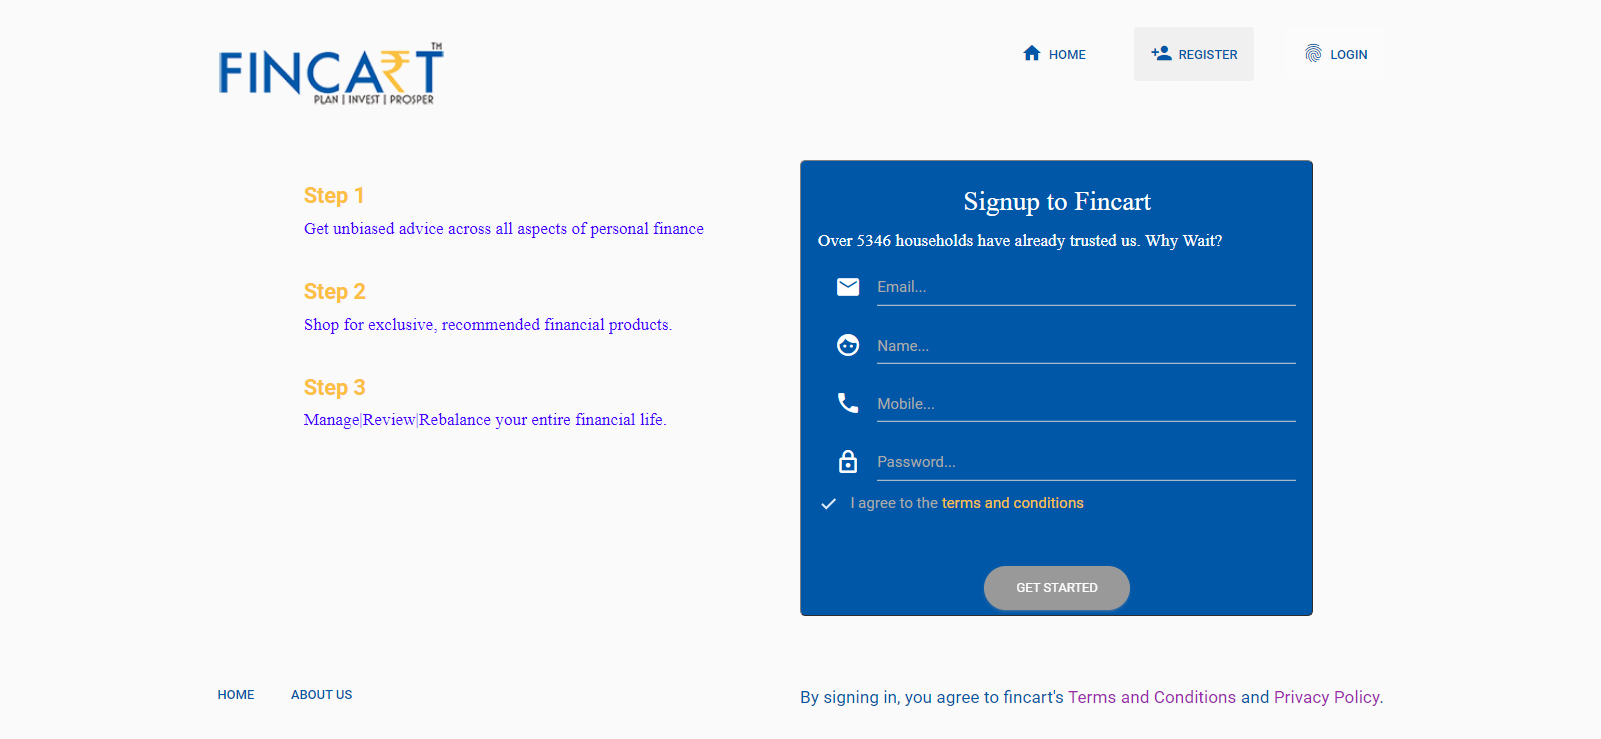 FINCA₹T™
PLAN | INVEST | PROSPER
HOME
REGISTER
LOGIN
Step 1
Get unbiased advice across all aspects of personal finance
Step 2
Shop for exclusive, recommended financial products.
Step 3
Manage|Review|Rebalance your entire financial life.
Signup to Fincart
Over 5346 households have already trusted us. Why Wait?
Email...
Name...
Mobile...
Password...
I agree to the terms and conditions
GET STARTED
HOME
ABOUT US
By signing in, you agree to fincart's Terms and Conditions and Privacy Policy.